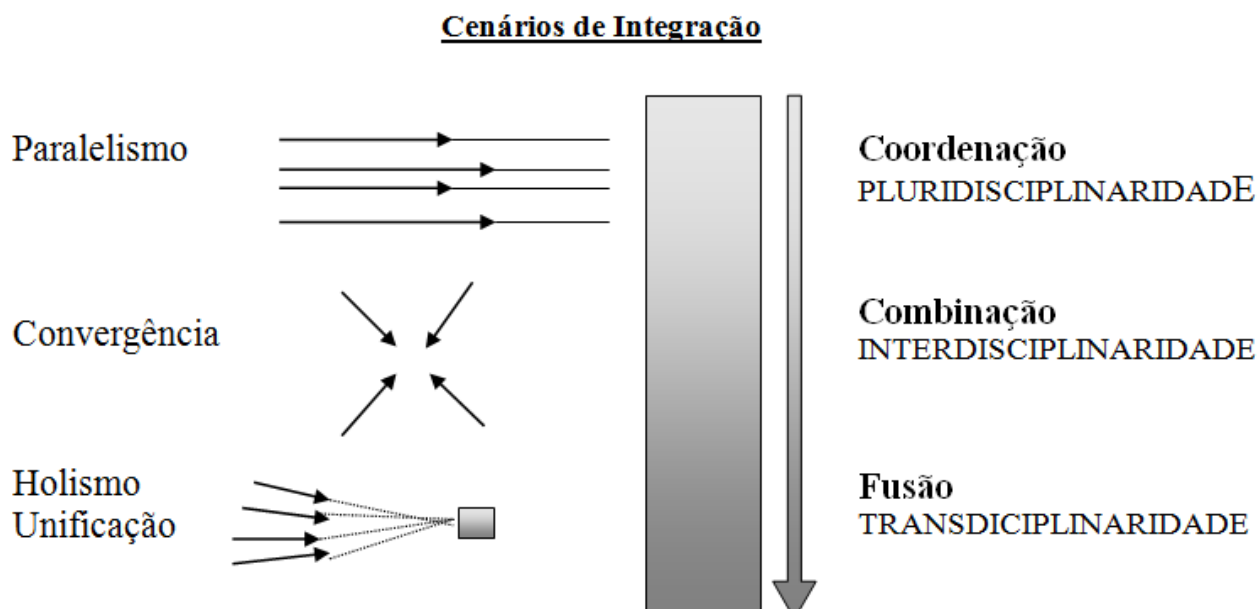 Cenários de Integração
Paralelismo
Coordenação
PLURIDISCIPLINARIDADE
Convergência
Combinação
INTERDISCIPLINARIDADE
Holismo
Unificação
Fusão
TRANSDICIPLINARIDADE